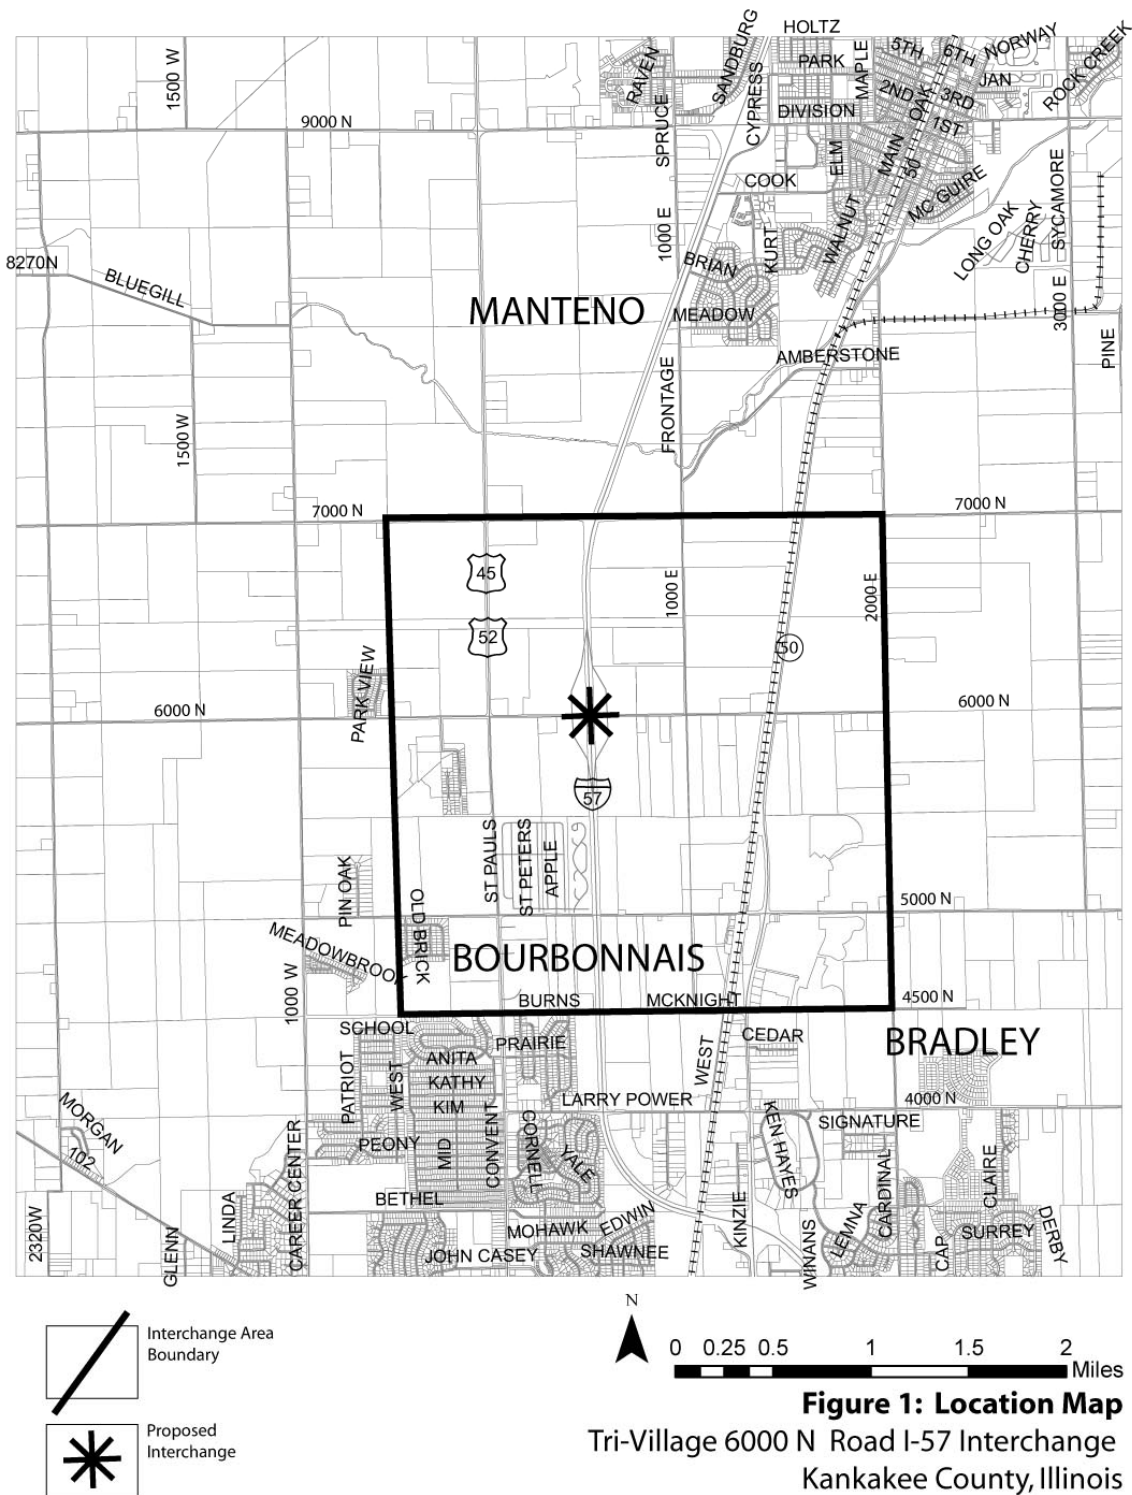 HOLTZ
NORWAY
SANDBURG
5TH
6TH
ROCK CREEK
1500 W
RAVEN
PARK
MAPLE
JAN
CYPRESS
2ND
OAK
3RD
DIVISION
9000 N
SPRUCE
ELM
MAIN
1ST
50
COOK
MC GUIRE
SYCAMORE
1000 E
KURT
WALNUT
LONG OAK
CHERRY
8270N
BRIAN
BLUEGILL
3000 E
MANTENO
MEADOW
AMBERSTONE
PINE
FRONTAGE
1500 W
7000 N
7000 N
45
1000 E
2000 E
52
50
PARK VIEW
6000 N
6000 N
57
ST PAULS
ST PETERS
APPLE
PIN OAK
OLD BRICK
5000 N
MEADOWBROOK
BOURBONNAIS
1000 W
BURNS
MCKNIGHT
4500 N
SCHOOL
PRAIRIE
CEDAR
BRADLEY
ANITA
WEST
PATRIOT
WEST
KATHY
KIM
LARRY POWER
4000 N
MORGAN
CORNELL
KEN HAYES
SIGNATURE
102
PEONY
MID
CONVENT
YALE
CAREER CENTER
CLAIRE
CARDINAL
BETHEL
LINDA
2320W
MOHAWK
EDWIN
KINZIE
LEMNA
SURREY
DERBY
GLENN
JOHN CASEY
SHAWNEE
WINANS
CAP
N
Interchange Area
Boundary
0 0.25 0.5 1 1.5 2
Miles
Proposed
Interchange
Figure 1: Location Map
Tri-Village 6000 N Road I-57 Interchange
Kankakee County, Illinois